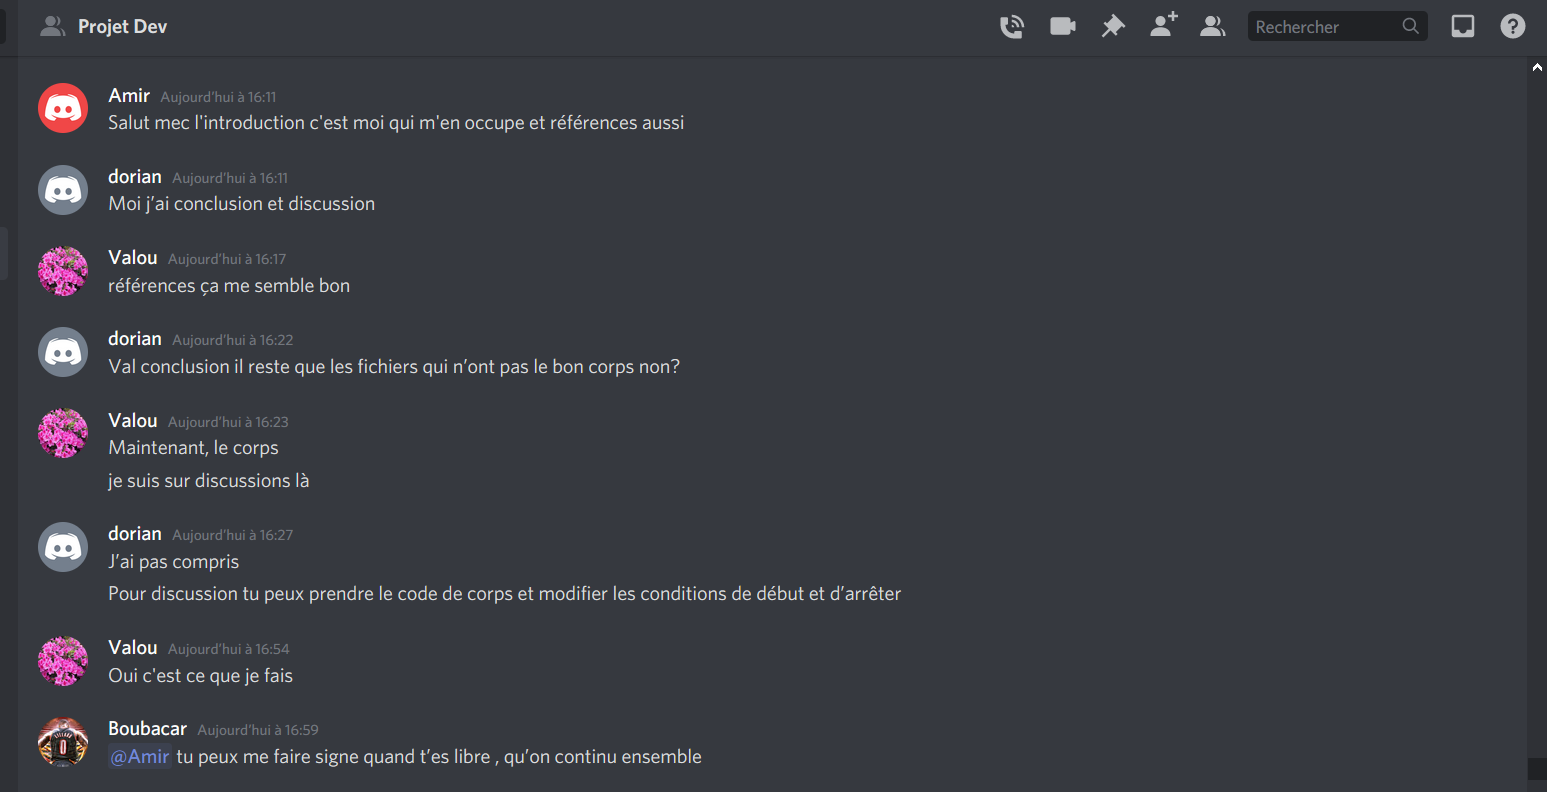 Projet Dev
Rechercher
Amir Aujourd'hui à 16:11
Salut mec l'introduction c'est moi qui m'en occupe et références aussi
dorian Aujourd'hui à 16:11
Moi j’ai conclusion et discussion
Valou Aujourd'hui à 16:17
références ça me semble bon
dorian Aujourd'hui à 16:22
Val conclusion il reste que les fichiers qui n’ont pas le bon corps non?
Valou Aujourd'hui à 16:23
Maintenant, le corps
je suis sur discussions là
dorian Aujourd'hui à 16:27
J’ai pas compris
Pour discussion tu peux prendre le code de corps et modifier les conditions de début et d’arrêter
Valou Aujourd'hui à 16:54
Oui c'est ce que je fais
Boubacar Aujourd'hui à 16:59
@Amir tu peux me faire signe quand t’es libre , qu’on continu ensemble